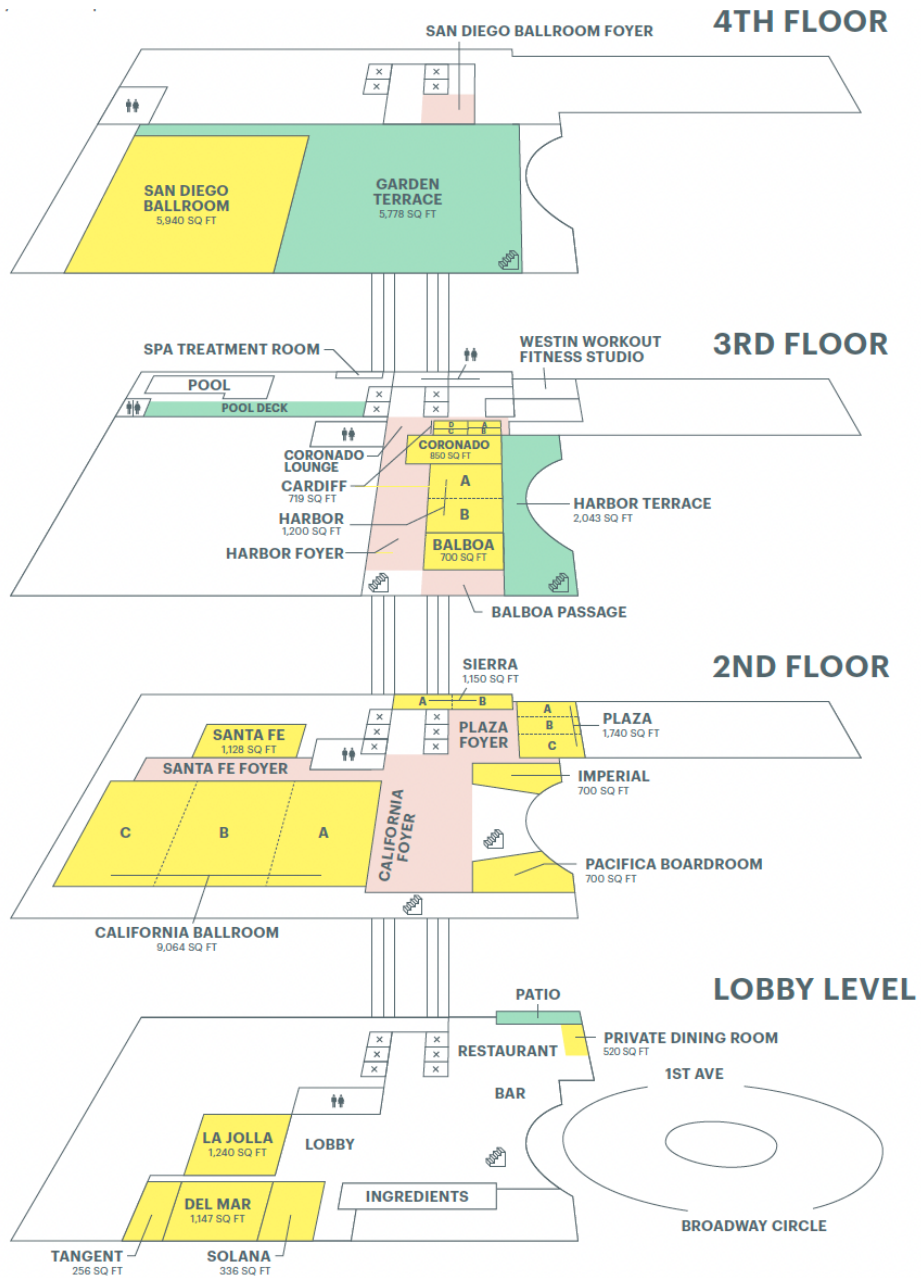 4TH FLOOR
SAN DIEGO BALLROOM FOYER
SAN DIEGO
BALLROOM
5,940 SQ FT
GARDEN
TERRACE
5,778 SQ FT
3RD FLOOR
SPA TREATMENT ROOM
WESTIN WORKOUT
FITNESS STUDIO
POOL
POOL DECK
D
A
C
B
CORONADO
850 SQ FT
CORONADO
LOUNGE
CARDIFF
719 SQ FT
A
B
HARBOR
1,200 SQ FT
HARBOR TERRACE
2,043 SQ FT
HARBOR FOYER
BALBOA
700 SQ FT
BALBOA PASSAGE
2ND FLOOR
SIERRA
1,150 SQ FT
A
B
SANTA FE
1,128 SQ FT
PLAZA
FOYER
A
B
C
PLAZA
1,740 SQ FT
SANTA FE FOYER
IMPERIAL
700 SQ FT
C
B
A
CALIFORNIA
FOYER
PACIFICA BOARDROOM
700 SQ FT
CALIFORNIA BALLROOM
9,064 SQ FT
LOBBY LEVEL
PATIO
RESTAURANT
PRIVATE DINING ROOM
520 SQ FT
1ST AVE
BAR
LA JOLLA
1,240 SQ FT
LOBBY
DEL MAR
1,147 SQ FT
INGREDIENTS
BROADWAY CIRCLE
TANGENT
256 SQ FT
SOLANA
336 SQ FT